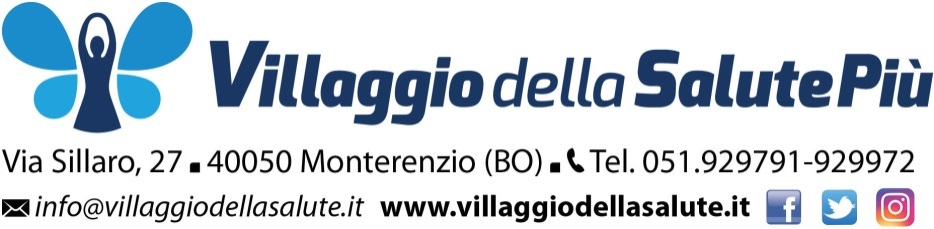 Villaggio della Salute Più
Via Sillaro, 27 ▪ 40050 Monterenzio (BO) ▪ Tel. 051.929791-929972
info@villaggiodellasalute.it www.villaggiodellasalute.it